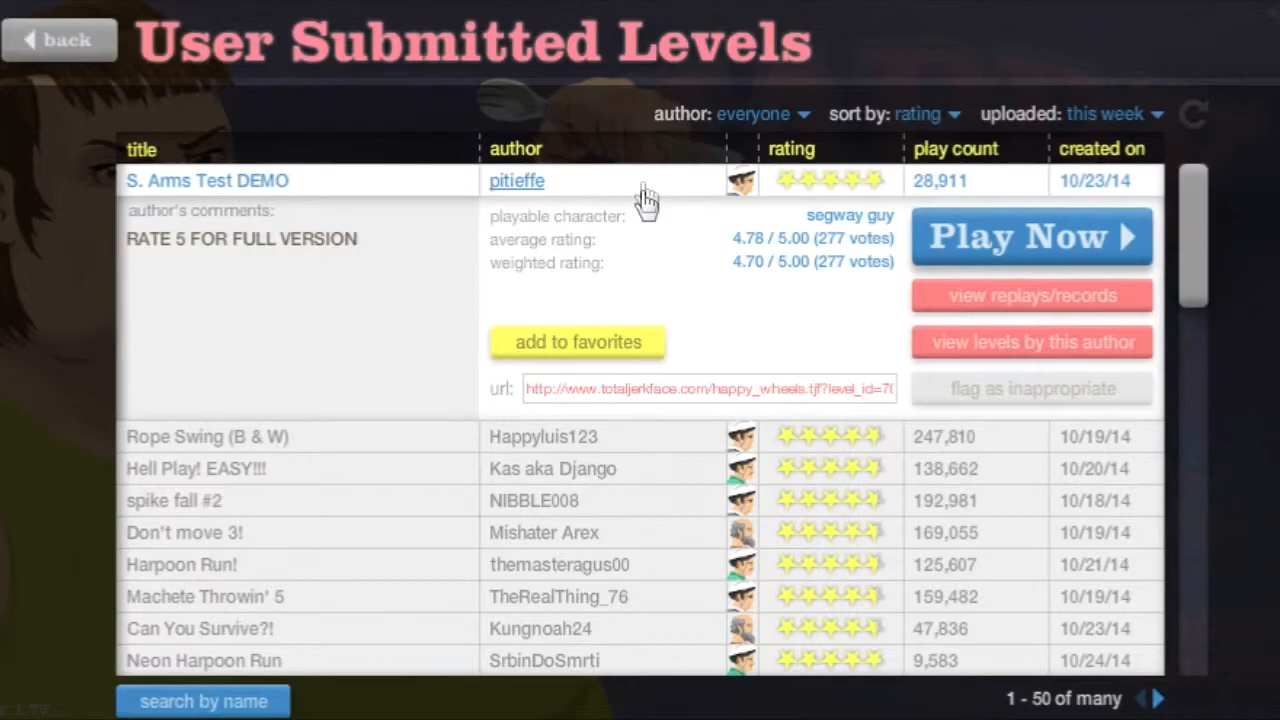 back
User Submitted Levels
author: everyone sort by: rating uploaded: this week
title author rating play count created on
S. Arms Test DEMO pitieffe 28,911 10/23/14
author's comments:
RATE 5 FOR FULL VERSION
playable character: segway guy
average rating: 4.78 / 5.00 (277 votes)
weighted rating: 4.70 / 5.00 (277 votes)
Play Now
view replays/records
add to favorites
view levels by this author
url: http://www.totaljerkface.com/happy_wheels.tjf?level_id=7
flag as inappropriate
Rope Swing (B & W) Happyluis123 247,810 10/19/14
Hell Play! EASY!!! Kas aka Django 138,662 10/20/14
spike fall #2 NIBBLE008 192,981 10/18/14
Don't move 3! Mishater Arex 169,055 10/19/14
Harpoon Run! themasteragus00 125,607 10/21/14
Machete Throwin' 5 TheRealThing_76 159,482 10/19/14
Can You Survive?! Kungnoah24 47,836 10/23/14
Neon Harpoon Run SrbinDoSmrti 9,583 10/24/14
search by name
1 - 50 of many